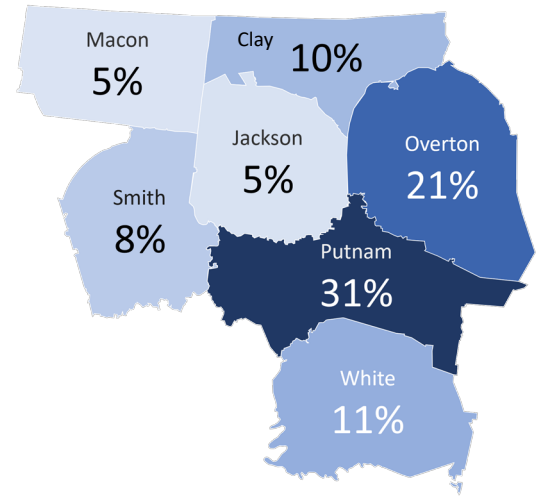 Macon
5%
Clay
10%
Jackson
5%
Overton
21%
Smith
8%
Putnam
31%
White
11%